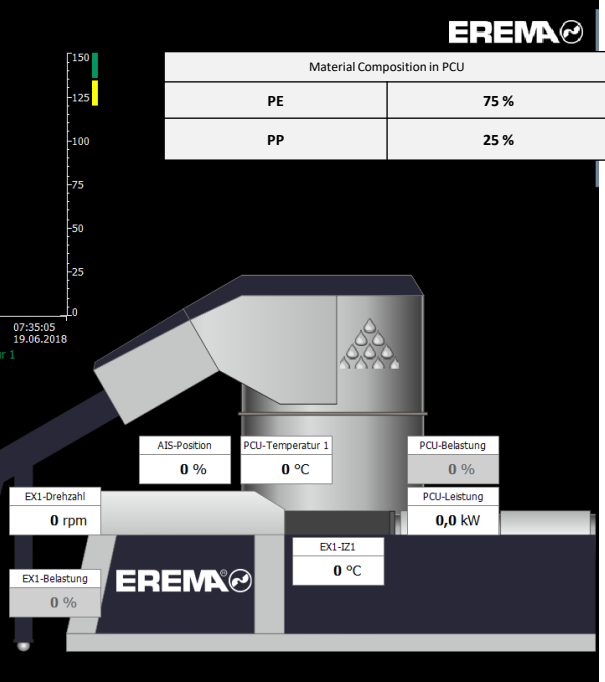 EREMA
Material Composition in PCU
PE 75 %
PP 25 %
150
125
100
75
50
25
0
07:35:05
19.06.2018
ur 1
AIS-Position
0 %
PCU-Temperatur 1
0 °C
PCU-Belastung
0 %
EX1-Drehzahl
0 rpm
PCU-Leistung
0,0 kW
EX1-IZ1
0 °C
EX1-Belastung
0 %
EREMA®